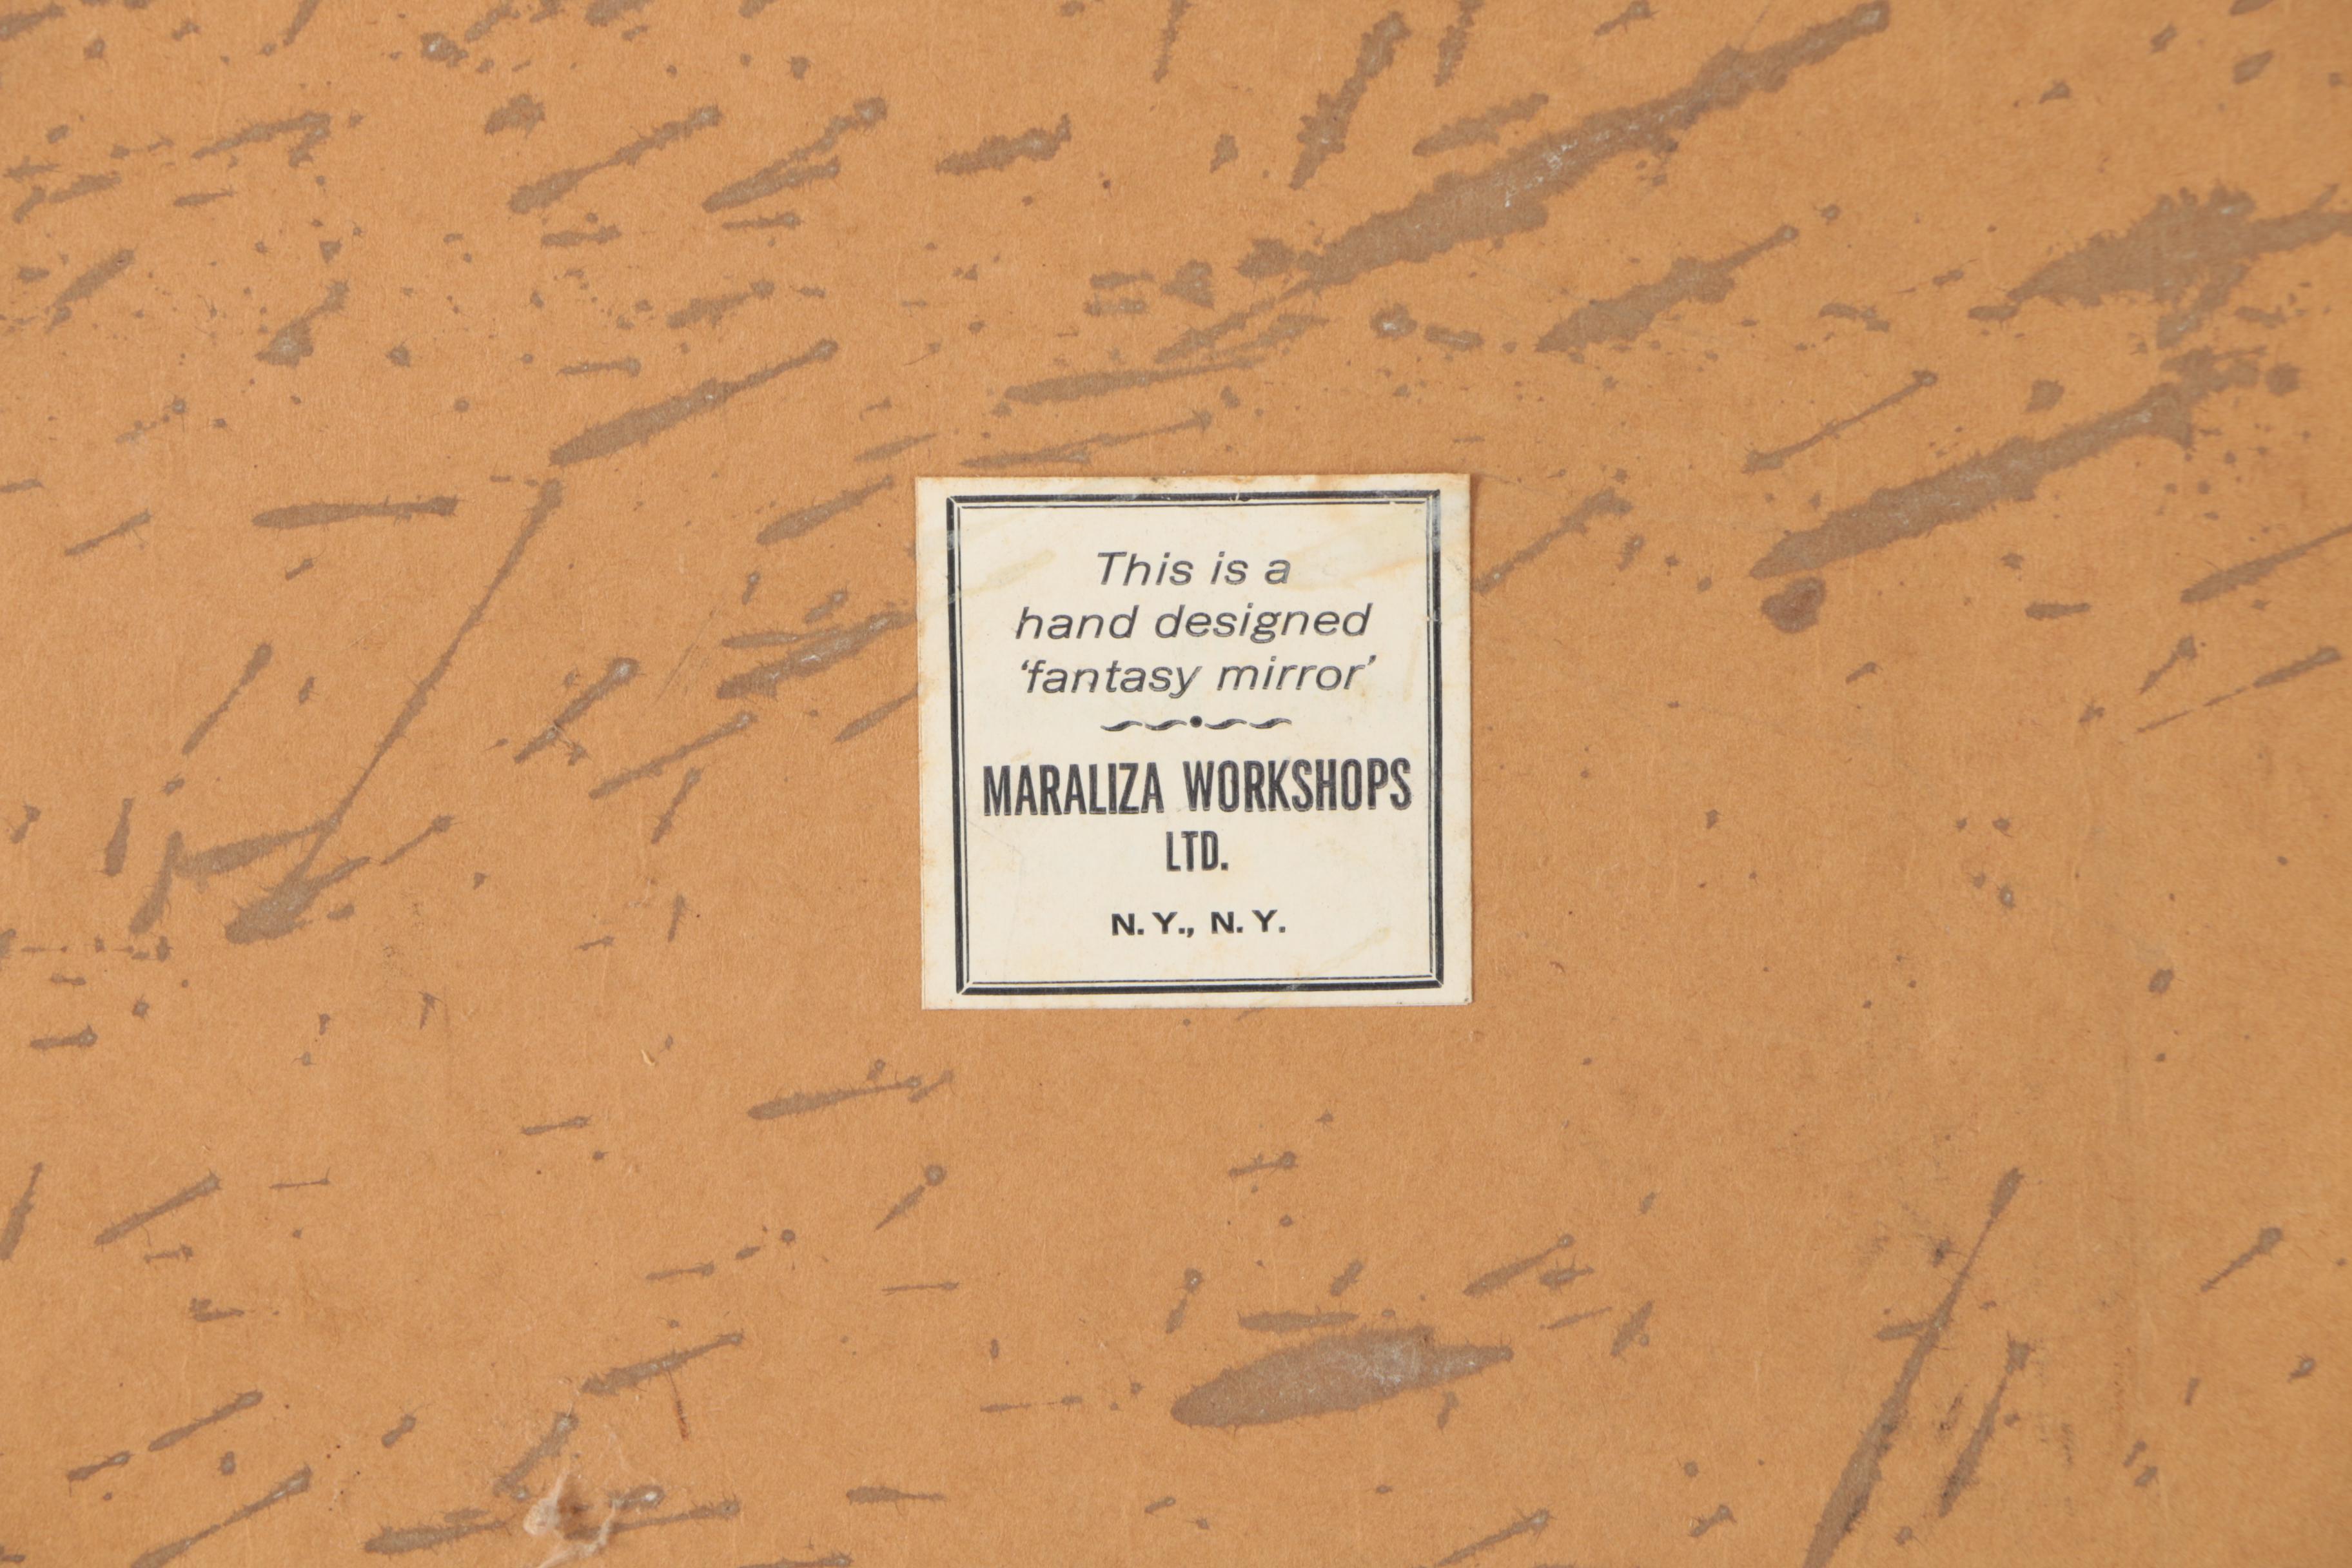 This is a
hand designed
‘fantasy mirror’
MARALIZA WORKSHOPS
LTD.
N.Y., N.Y.